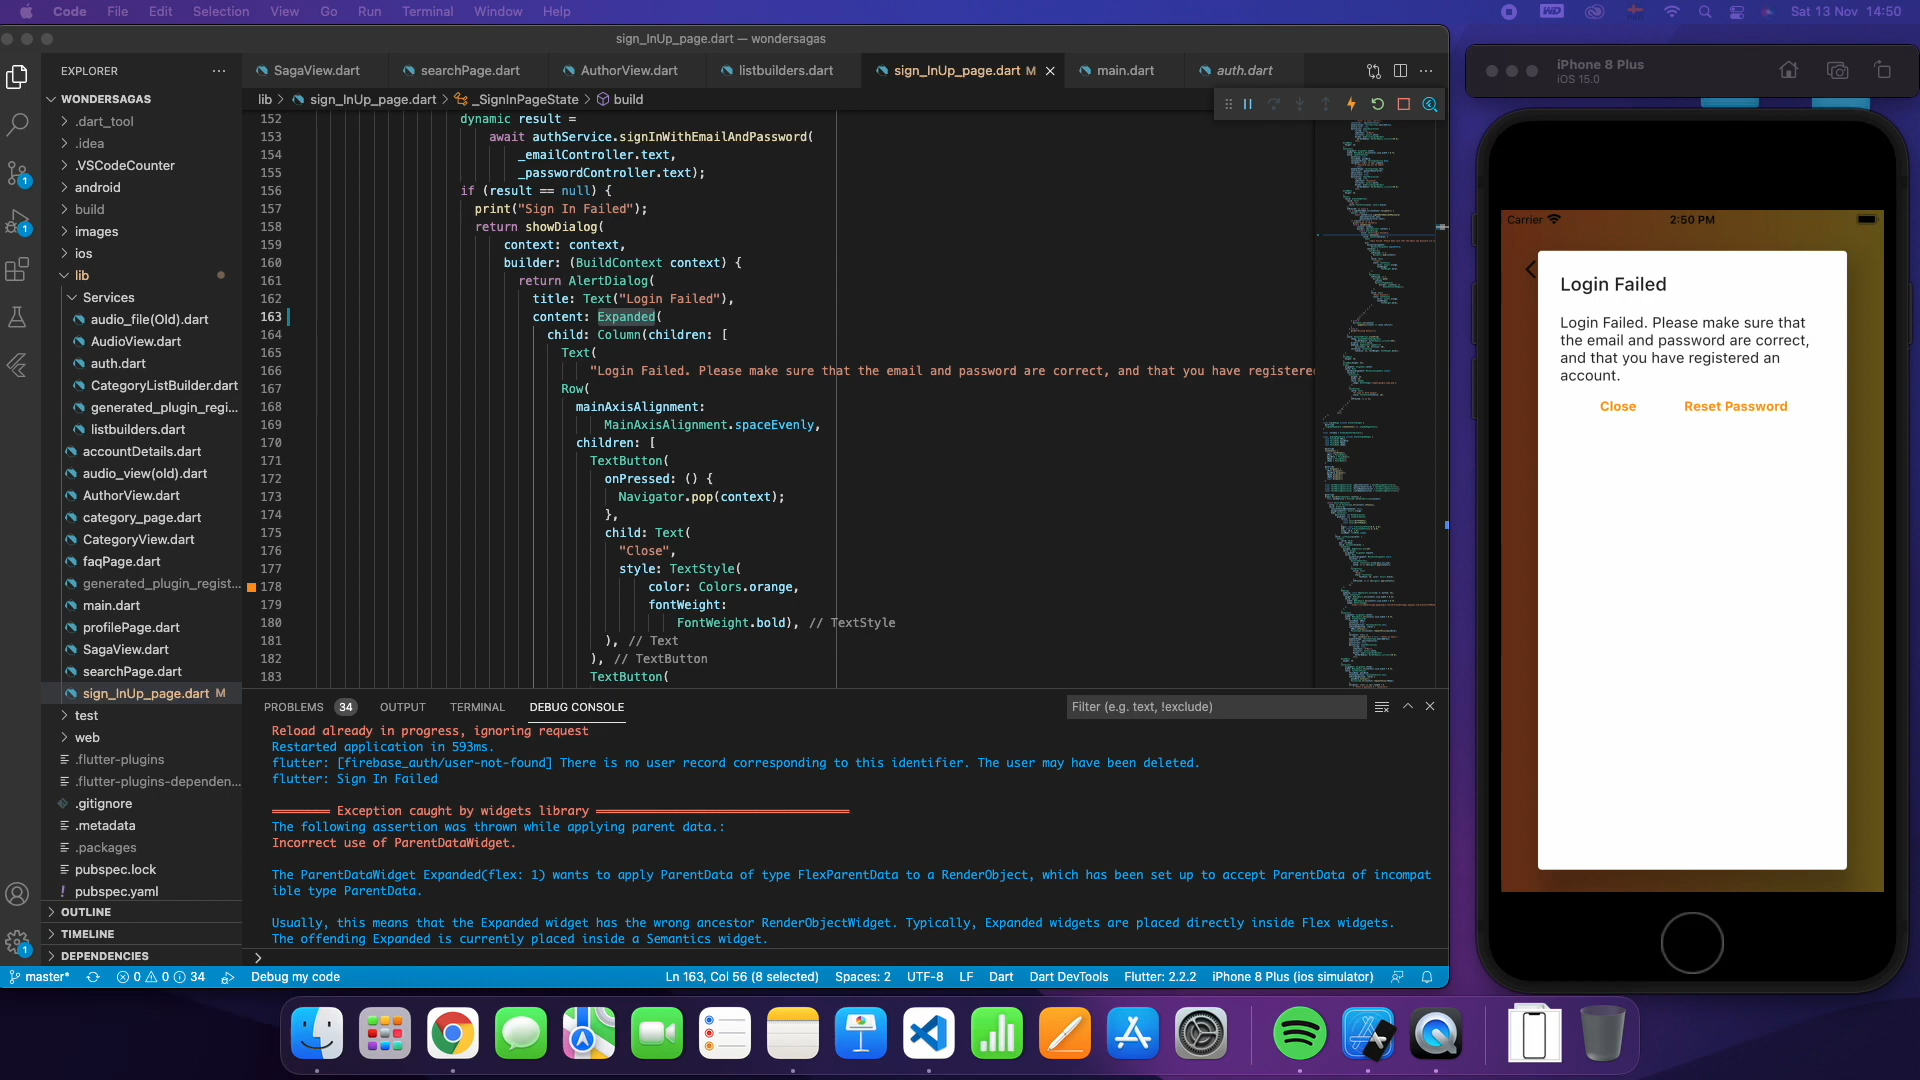 Code File Edit Selection View Go Run Terminal Window Help
Sat 13 Nov 14:50
sign_InUp_page.dart — wondersagas
EXPLORER
SagaView.dart searchPage.dart AuthorView.dart listbuilders.dart sign_InUp_page.dart M main.dart auth.dart
lib > sign_InUp_page.dart > _SignInPageState > build
WONDERSAGAS
.dart_tool
.idea
.VSCodeCounter
android
build
images
ios
lib
Services
audio_file(Old).dart
AudioView.dart
auth.dart
CategoryListBuilder.dart
generated_plugin_regi...
listbuilders.dart
accountDetails.dart
audio_view(old).dart
AuthorView.dart
category_page.dart
CategoryView.dart
faqPage.dart
generated_plugin_regist...
main.dart
profilePage.dart
SagaView.dart
searchPage.dart
sign_InUp_page.dart M
test
web
.flutter-plugins
.flutter-plugins-dependen...
.gitignore
.metadata
.packages
pubspec.lock
! pubspec.yaml
OUTLINE
TIMELINE
DEPENDENCIES
152 dynamic result =
153 await authService.signInWithEmailAndPassword(
154 _emailController.text,
155 _passwordController.text);
156 if (result == null) {
157 print("Sign In Failed");
158 return showDialog(
159 context: context,
160 builder: (BuildContext context) {
161 return AlertDialog(
162 title: Text("Login Failed"),
163 content: Expanded(
164 child: Column(children: [
165 Text(
166 "Login Failed. Please make sure that the email and password are correct, and that you have registere
167 Row(
168 mainAxisAlignment:
169 MainAxisAlignment.spaceEvenly,
170 children: [
171 TextButton(
172 onPressed: () {
173 Navigator.pop(context);
174 },
175 child: Text(
176 "Close",
177 style: TextStyle(
178 color: Colors.orange,
179 fontWeight:
180 FontWeight.bold), // TextStyle
181 ), // Text
182 ), // TextButton
183 TextButton(
PROBLEMS 34 OUTPUT TERMINAL DEBUG CONSOLE
Filter (e.g. text, !exclude)
Reload already in progress, ignoring request
Restarted application in 593ms.
flutter: [firebase_auth/user-not-found] There is no user record corresponding to this identifier. The user may have been deleted.
flutter: Sign In Failed
════════ Exception caught by widgets library ═══════════════════════════════════
The following assertion was thrown while applying parent data.:
Incorrect use of ParentDataWidget.
The ParentDataWidget Expanded(flex: 1) wants to apply ParentData of type FlexParentData to a RenderObject, which has been set up to accept ParentData of incompat
ible type ParentData.
Usually, this means that the Expanded widget has the wrong ancestor RenderObjectWidget. Typically, Expanded widgets are placed directly inside Flex widgets.
The offending Expanded is currently placed inside a Semantics widget.
>
master* 0 0 34 Debug my code Ln 163, Col 56 (8 selected) Spaces: 2 UTF-8 LF Dart Dart DevTools Flutter: 2.2.2 iPhone 8 Plus (ios simulator)
iPhone 8 Plus
iOS 15.0
Carrier 2:50 PM
Login Failed
Login Failed. Please make sure that
the email and password are correct,
and that you have registered an
account.
Close Reset Password